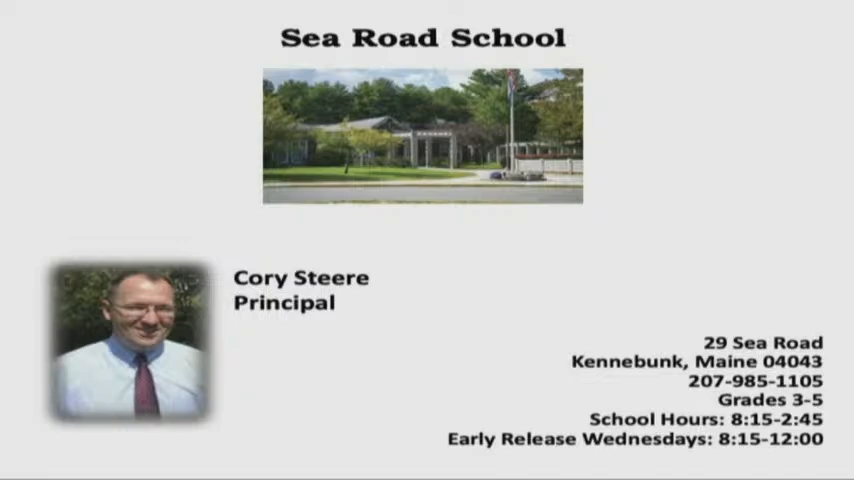 Sea Road School
Cory Steere
Principal
29 Sea Road
Kennebunk, Maine 04043
207-985-1105
Grades 3-5
School Hours: 8:15-2:45
Early Release Wednesdays: 8:15-12:00